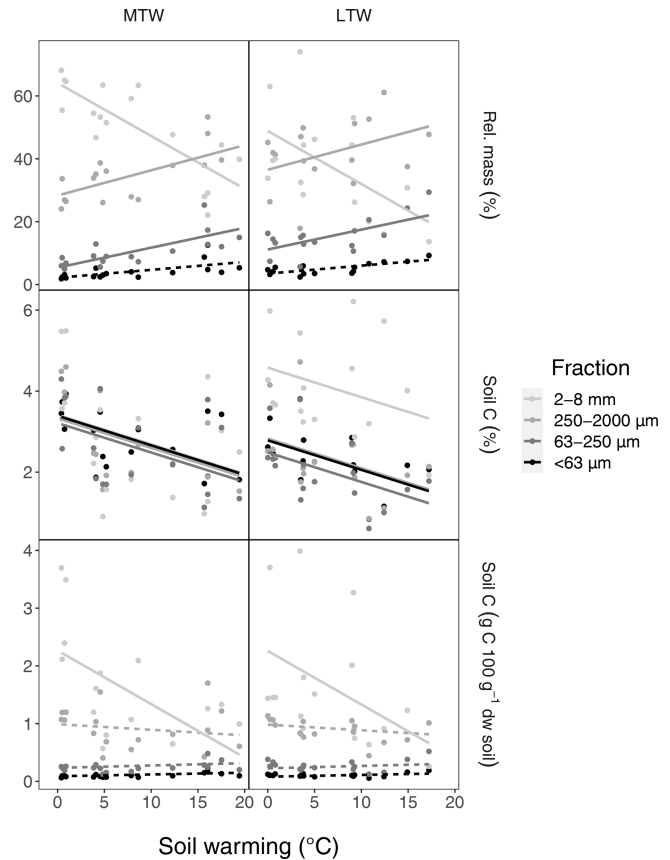 MTW LTW
60
40
20
0
Rel. mass (%)
6
4
2
Soil C (%)
4
3
2
1
0
Soil C (g C 100 g⁻¹ dw soil)
0 5 10 15 20 0 5 10 15 20
Soil warming (°C)
Fraction
2−8 mm
250−2000 µm
63−250 µm
<63 µm